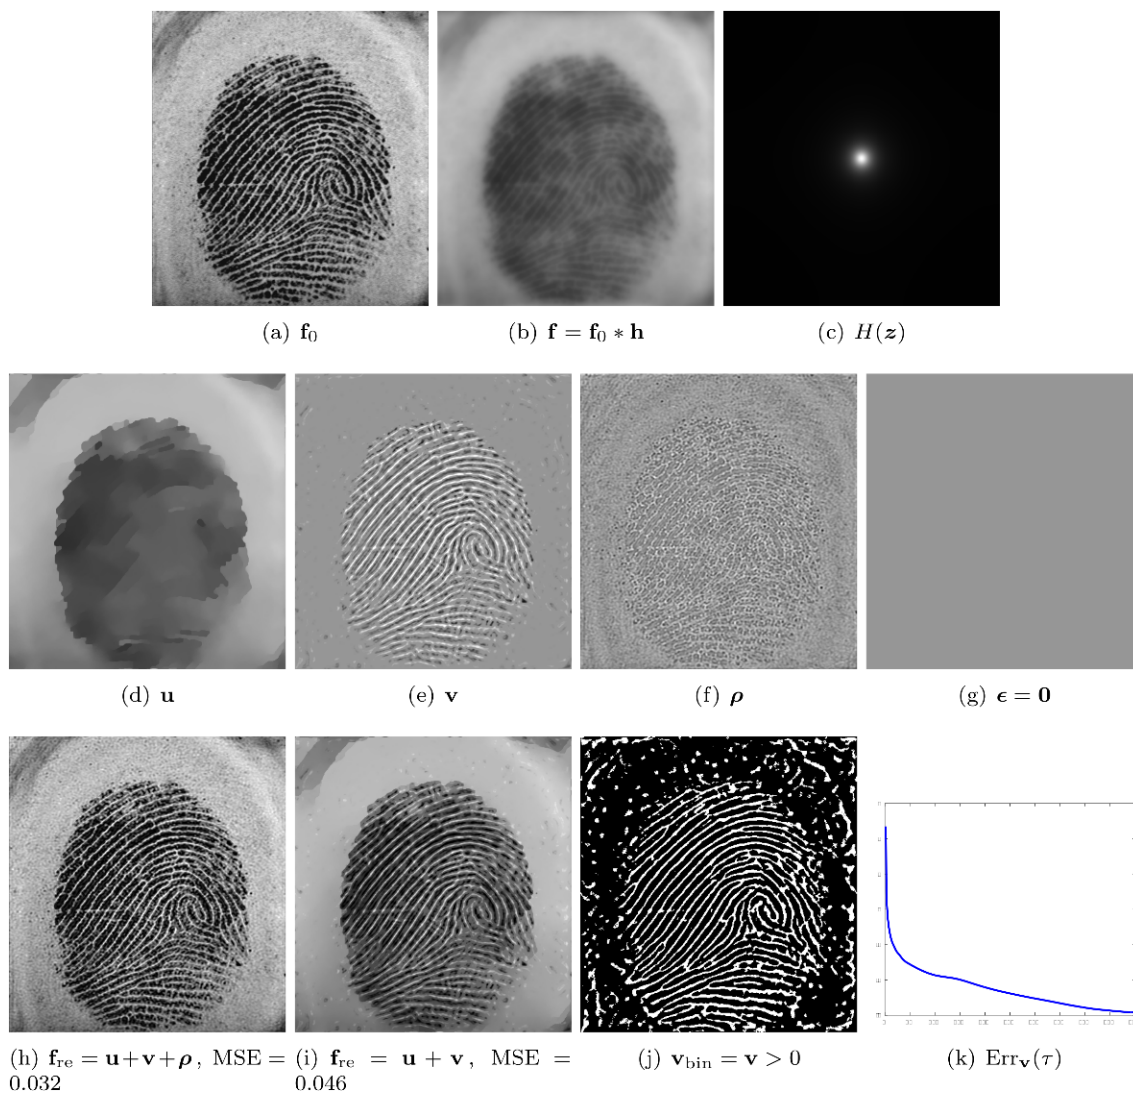 (a) f₀
(b) f = f₀ ∗ h
(c) H(z)
(d) u
(e) v
(f) ρ
(g) ϵ = 0
(h) f_re = u+v+ρ, MSE = 0.032
(i) f_re = u + v, MSE = 0.046
(j) v_bin = v > 0
(k) Err_v(τ)